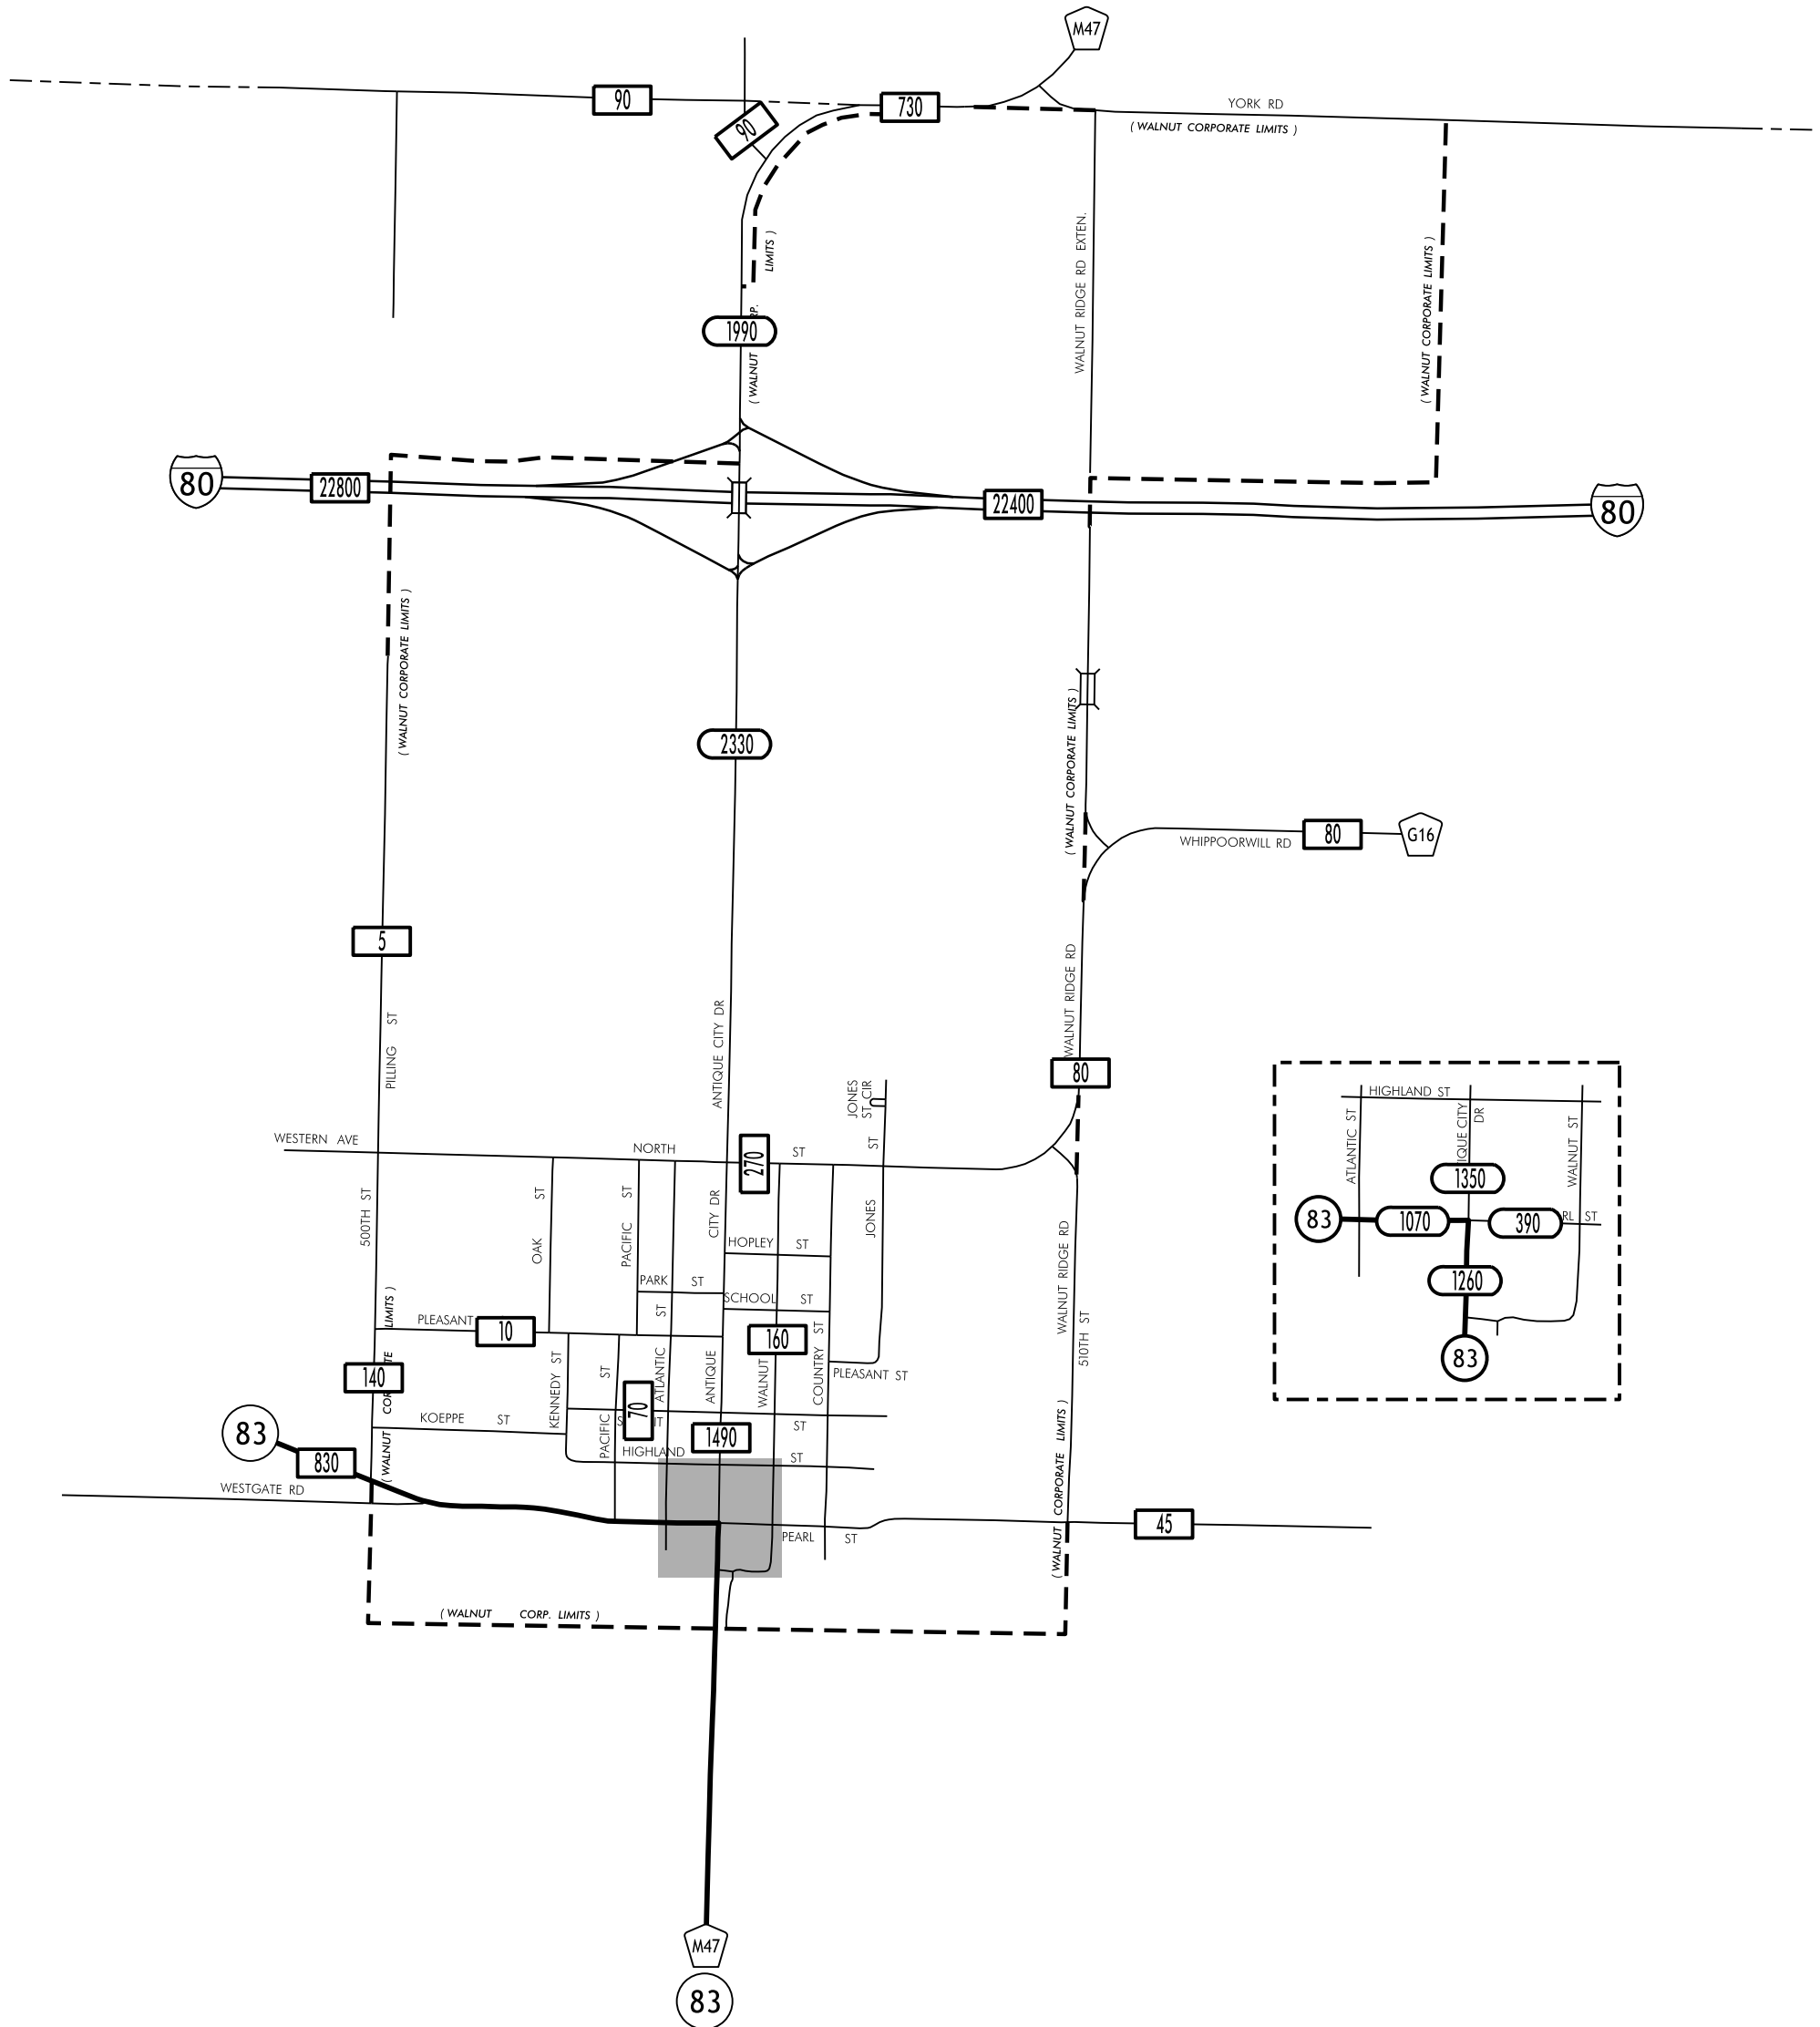 M47
90
730
YORK RD
( WALNUT CORPORATE LIMITS )
90
LIMITS )
RP.
( WALNUT
1990
WALNUT RIDGE RD EXTEN.
( WALNUT CORPORATE LIMITS )
80
22800
22400
80
( WALNUT CORPORATE LIMITS )
2330
( WALNUT CORPORATE LIMITS )
WHIPPOORWILL RD
80
G16
5
PILLING ST
ANTIQUE CITY DR
WALNUT RIDGE RD
80
JONES
ST CIR
WESTERN AVE
NORTH
270
ST
ST
500TH ST
OAK ST
PACIFIC ST
CITY DR
JONES
HOPLEY ST
PARK ST
SCHOOL ST
ST
WALNUT RIDGE RD
510TH ST
LIMITS )
PLEASANT
10
160
COUNTRY ST
PLEASANT ST
140
KENNEDY ST
PACIFIC ST
70
ATLANTIC
ANTIQUE
WALNUT
KOEPPE ST
ST
1490
HIGHLAND
ST
83
830
( WALNUT
WESTGATE RD
PEARL ST
45
( WALNUT CORPORATE LIMITS )
( WALNUT CORP. LIMITS )
M47
83
HIGHLAND ST
ATLANTIC ST
IQUE CITY
DR
WALNUT ST
1350
83
1070
390
RL ST
1260
83